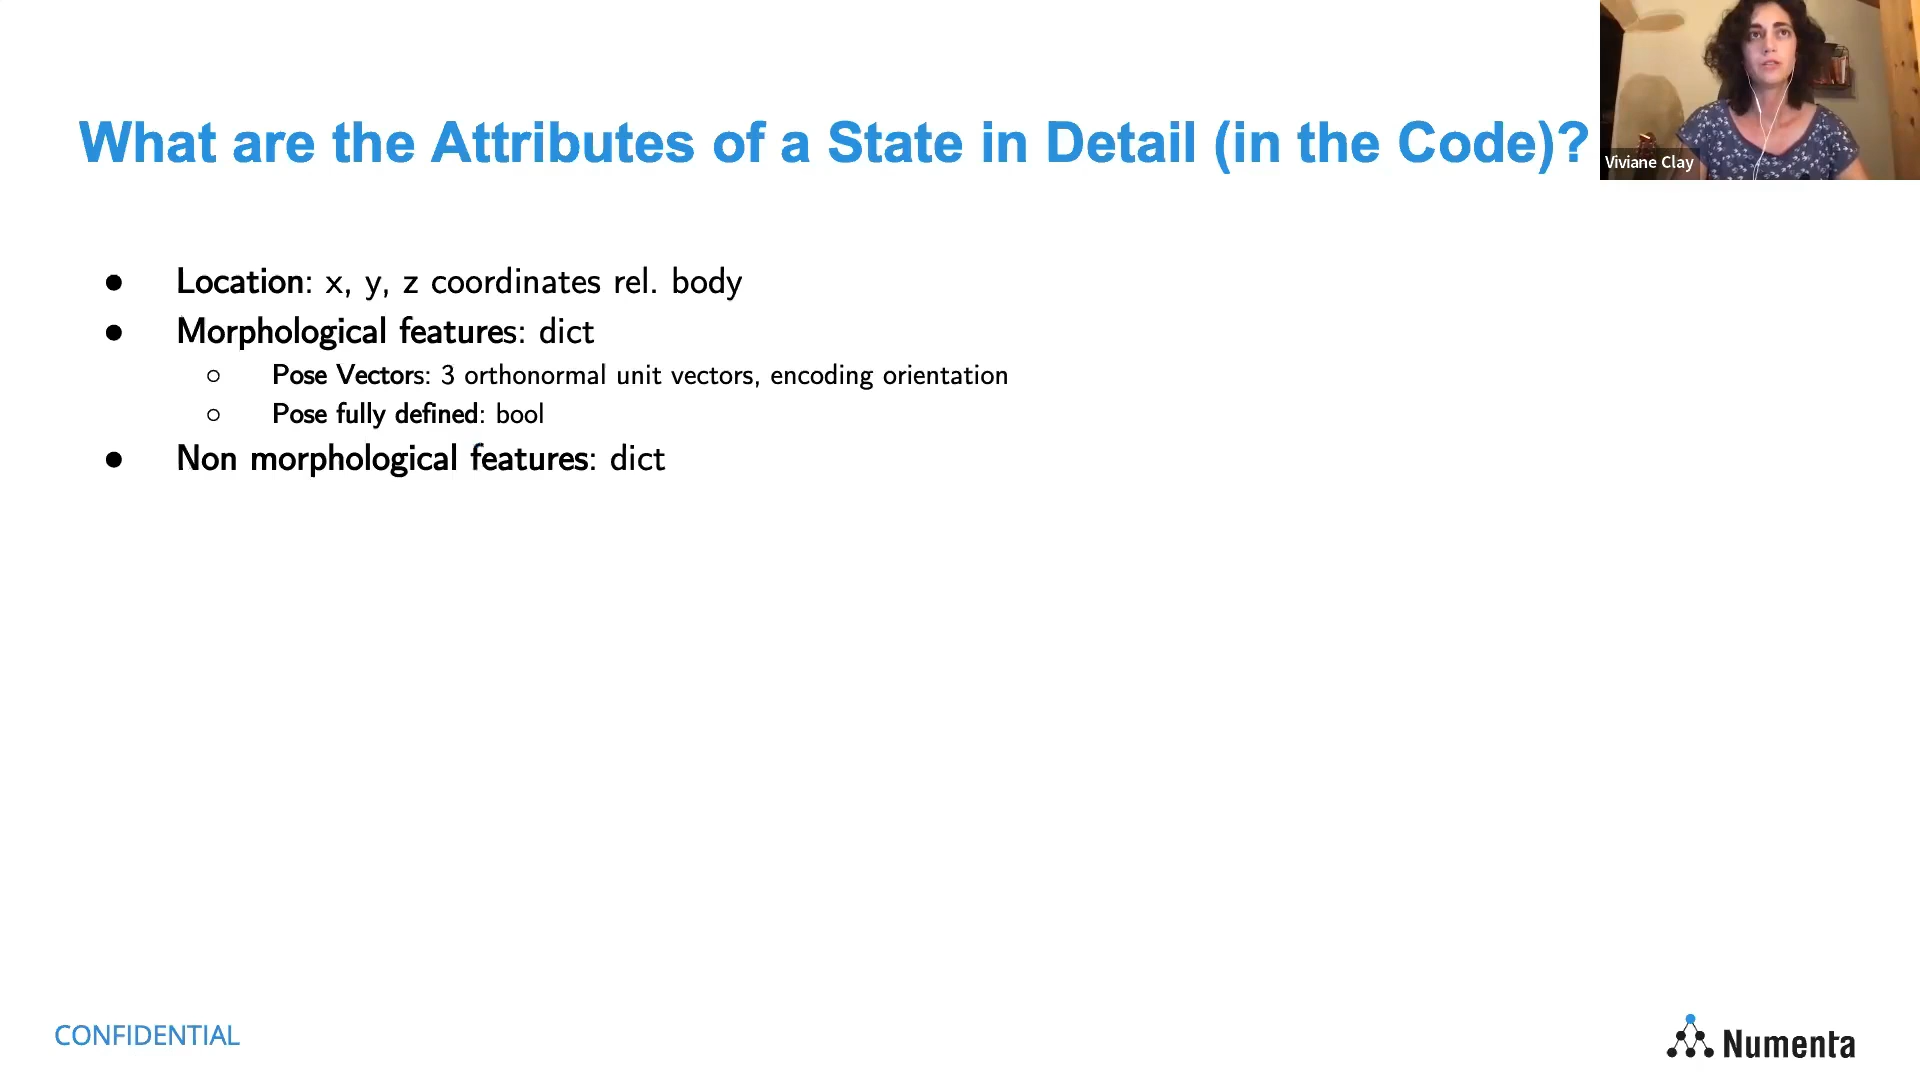 What are the Attributes of a State in Detail (in the Code)?
Viviane Clay
● Location: x, y, z coordinates rel. body
● Morphological features: dict
○ Pose Vectors: 3 orthonormal unit vectors, encoding orientation
○ Pose fully defined: bool
● Non morphological features: dict
CONFIDENTIAL
Numenta